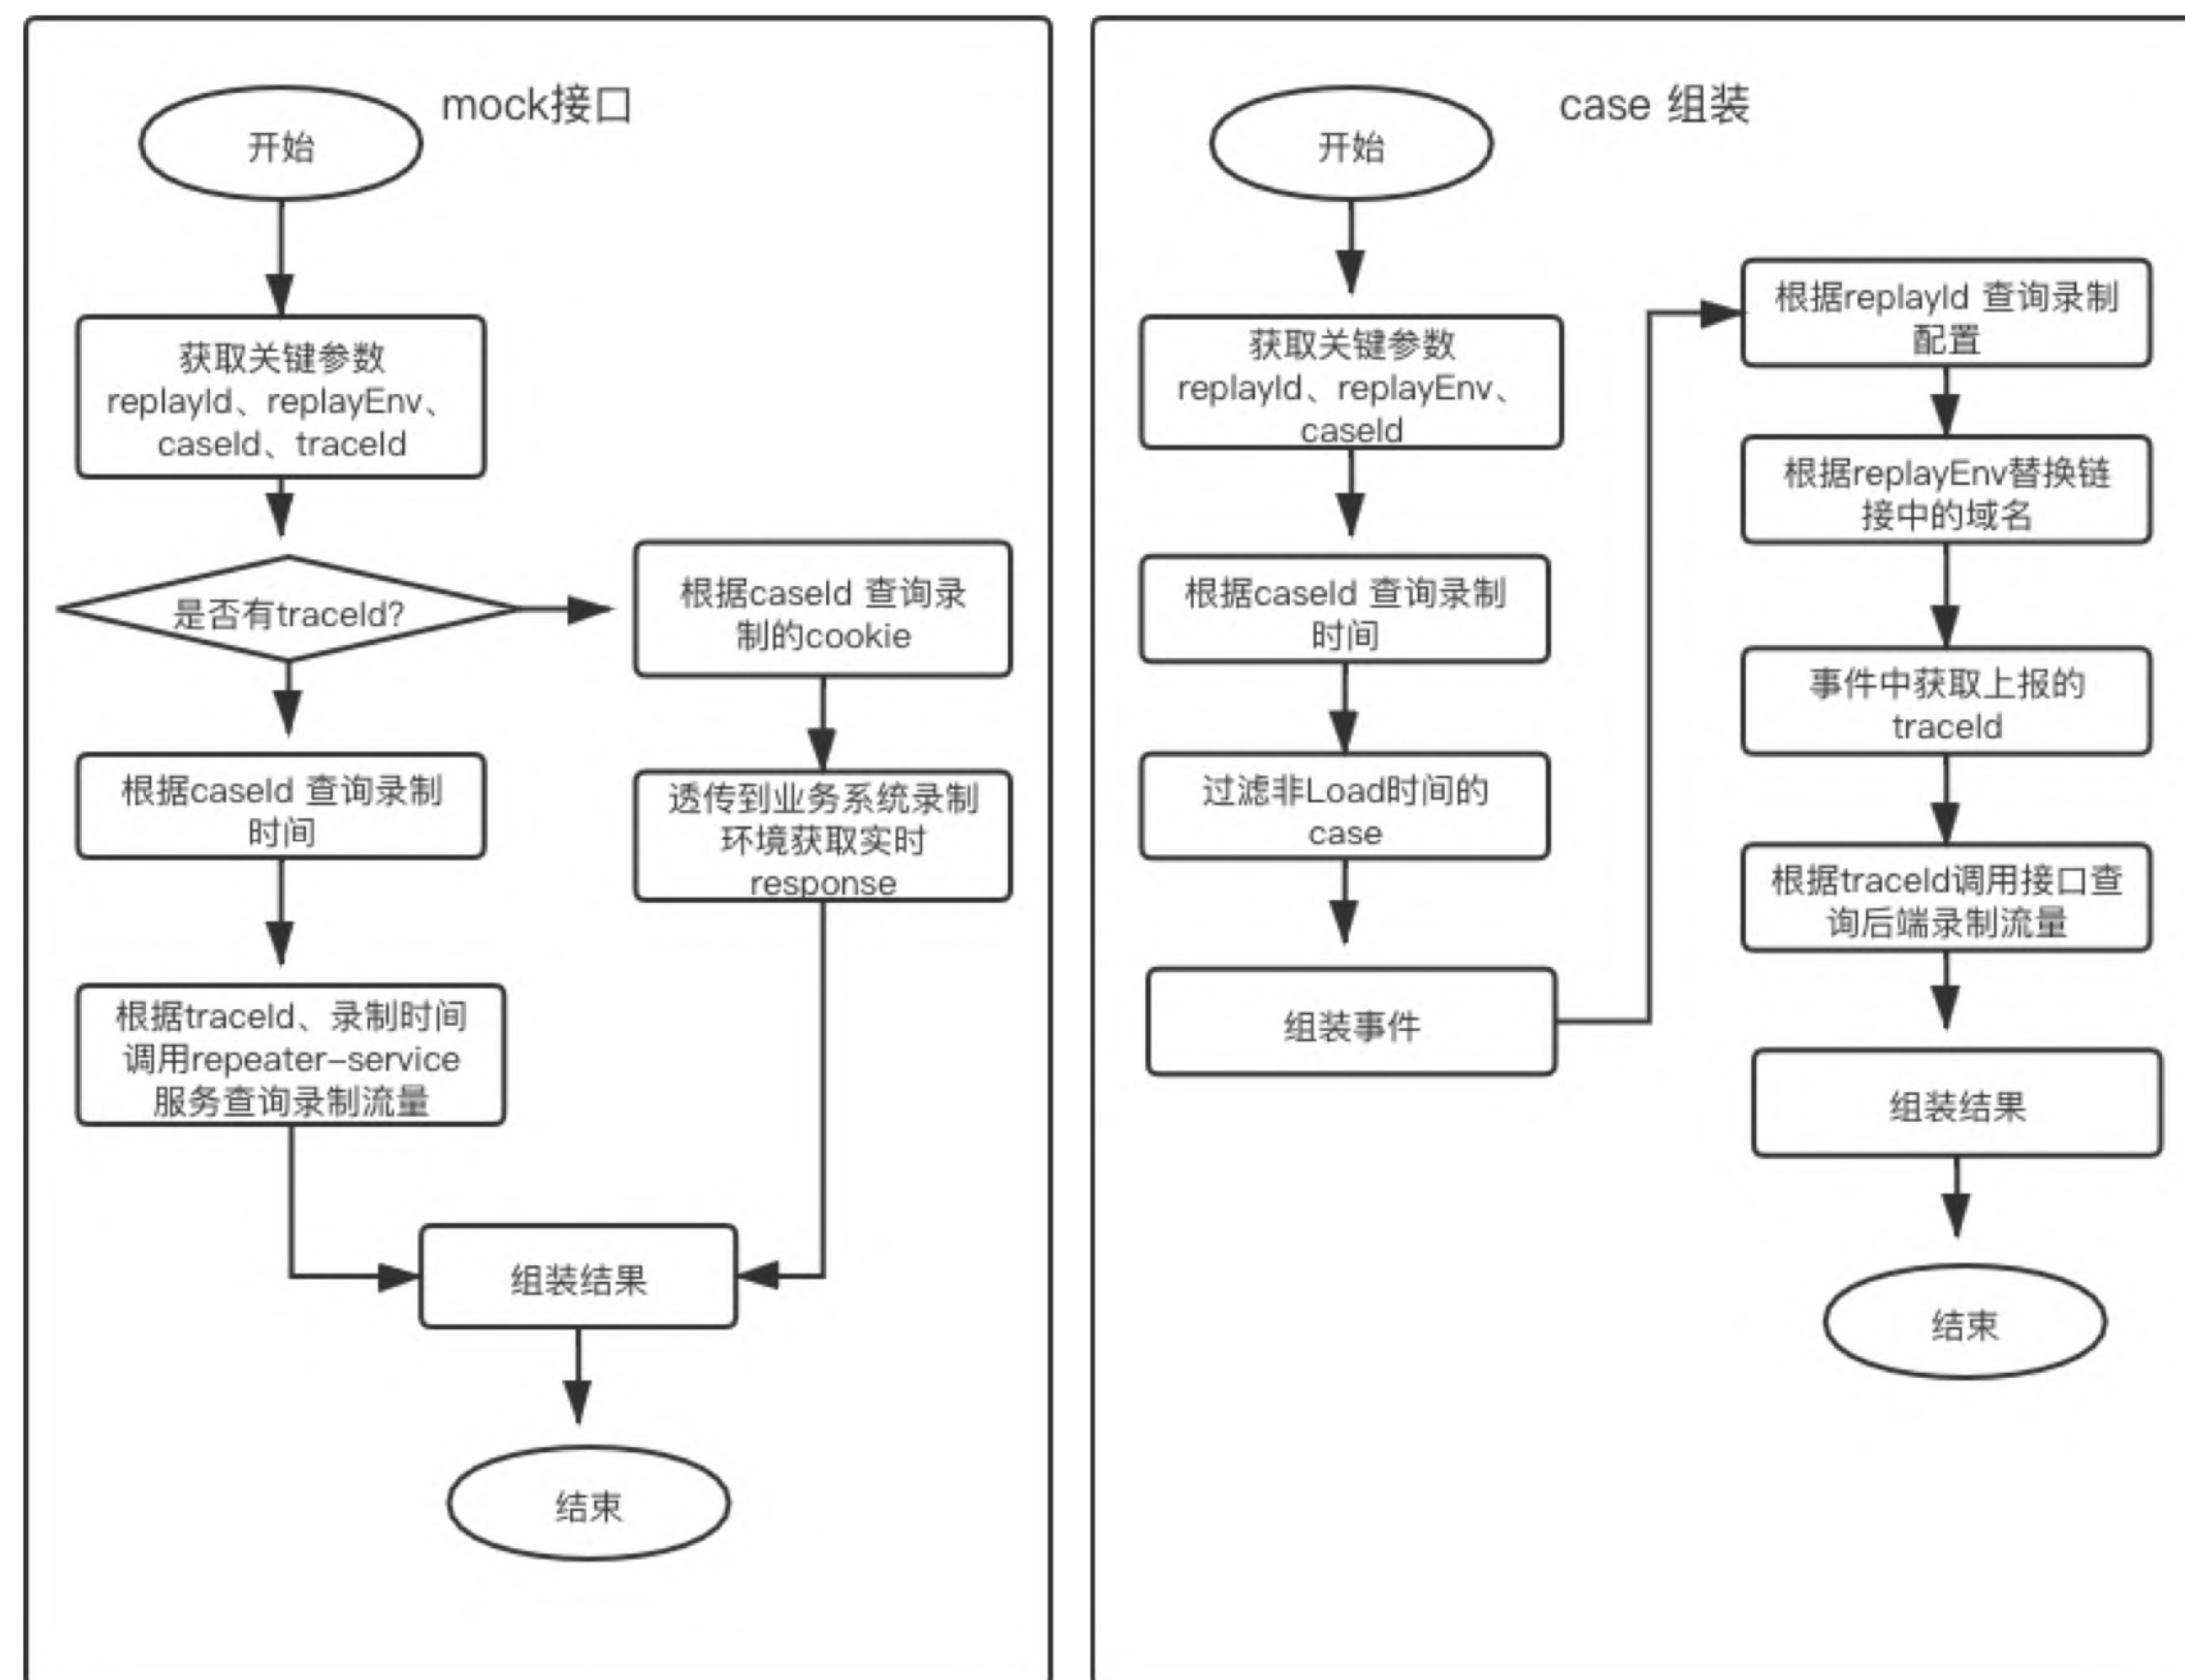 mock接口
开始
获取关键参数
replayId、replayEnv、
caseId、traceId
是否有traceId?
根据caseId 查询录
制的cookie
根据caseId 查询录制
时间
透传到业务系统录制
环境获取实时
response
根据traceId、录制时间
调用repeater-service
服务查询录制流量
组装结果
结束
case 组装
开始
获取关键参数
replayId、replayEnv、
caseId
根据caseId 查询录制
时间
过滤非Load时间的
case
组装事件
根据replayId 查询录制
配置
根据replayEnv替换链
接中的域名
事件中获取上报的
traceId
根据traceId调用接口查
询后端录制流量
组装结果
结束